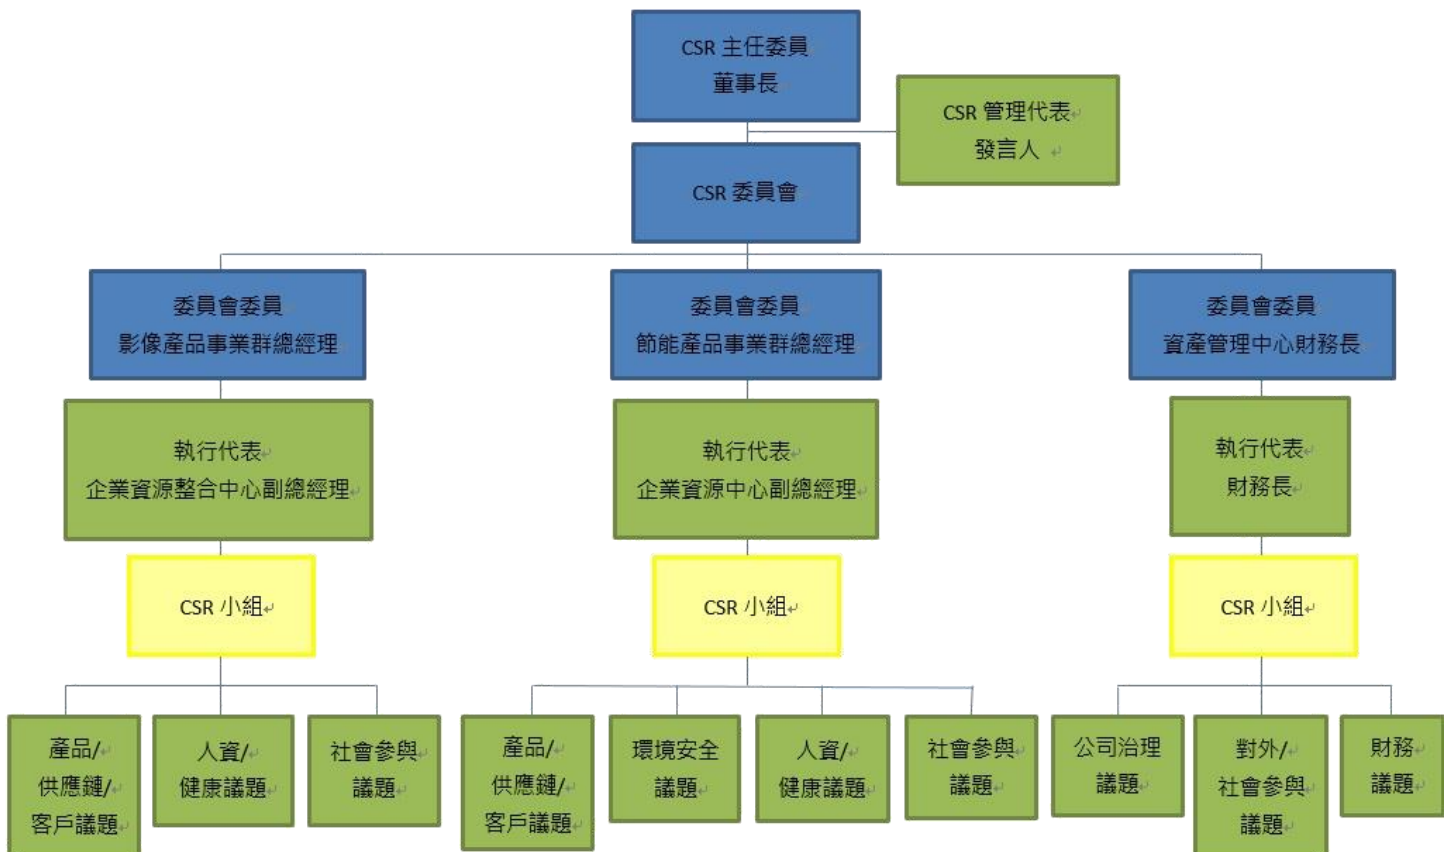 CSR 主任委員
董事長
CSR 管理代表
發言人
CSR 委員會
委員會委員
影像產品事業群總經理
委員會委員
節能產品事業群總經理
委員會委員
資產管理中心財務長
執行代表
企業資源整合中心副總經理
執行代表
企業資源中心副總經理
執行代表
財務長
CSR 小組
CSR 小組
CSR 小組
產品/
供應鏈/
客戶議題
人資/
健康議題
社會參與
議題
產品/
供應鏈/
客戶議題
環境安全
議題
人資/
健康議題
社會參與
議題
公司治理
議題
對外/
社會參與
議題
財務
議題